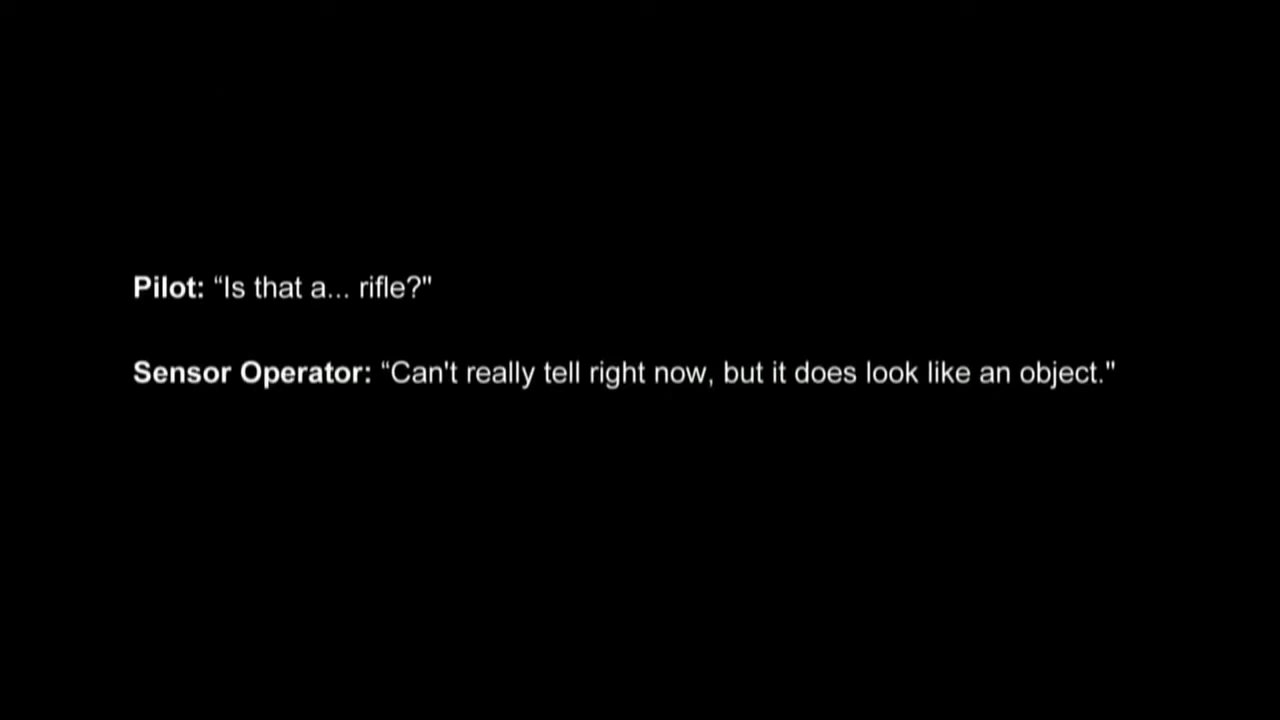 Pilot: “Is that a... rifle?"
Sensor Operator: “Can't really tell right now, but it does look like an object."